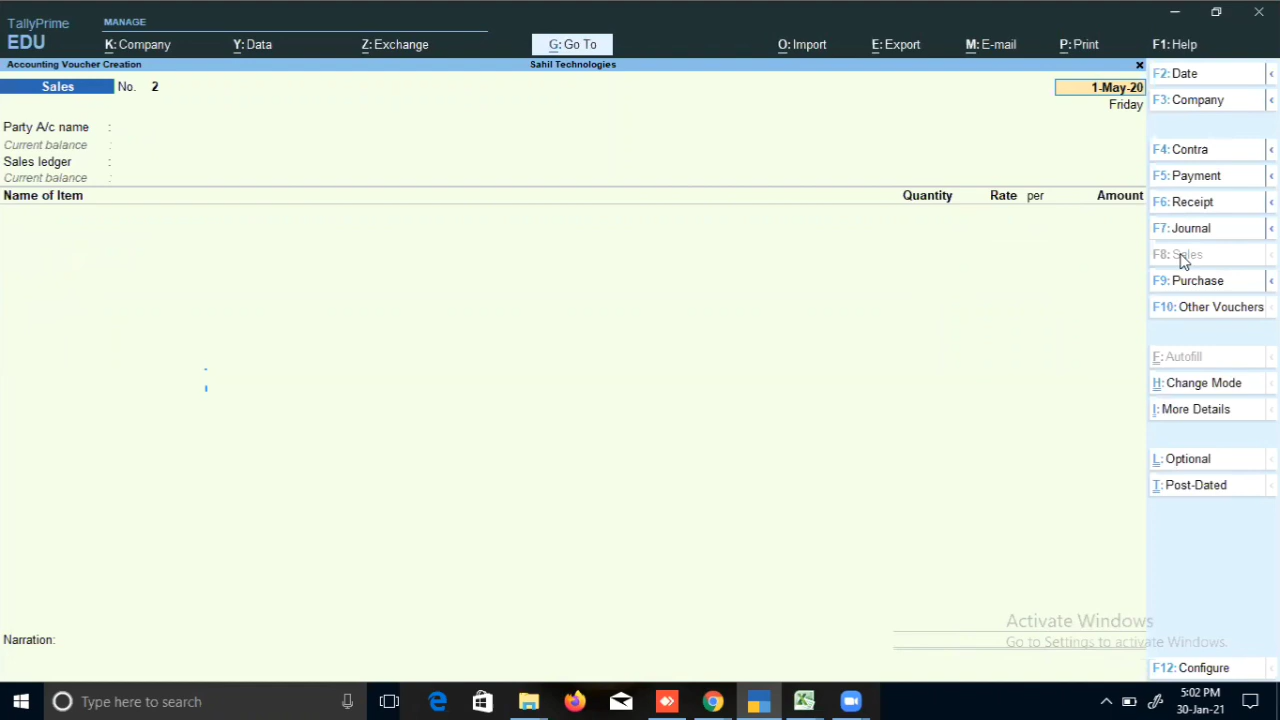 TallyPrime
EDU
MANAGE
K: Company
Y: Data
Z: Exchange
G: Go To
O: Import
E: Export
M: E-mail
P: Print
F1: Help
Accounting Voucher Creation
Sahil Technologies
×
Sales
No. 2
1-May-20
Friday
Party A/c name :
Current balance :
Sales ledger :
Current balance :
Name of Item
Quantity
Rate per
Amount
Narration:
F2: Date
F3: Company
F4: Contra
F5: Payment
F6: Receipt
F7: Journal
F8: Sales
F9: Purchase
F10: Other Vouchers
F: Autofill
H: Change Mode
I: More Details
L: Optional
T: Post-Dated
Activate Windows
Go to Settings to activate Windows.
F12: Configure
Type here to search
5:02 PM
30-Jan-21